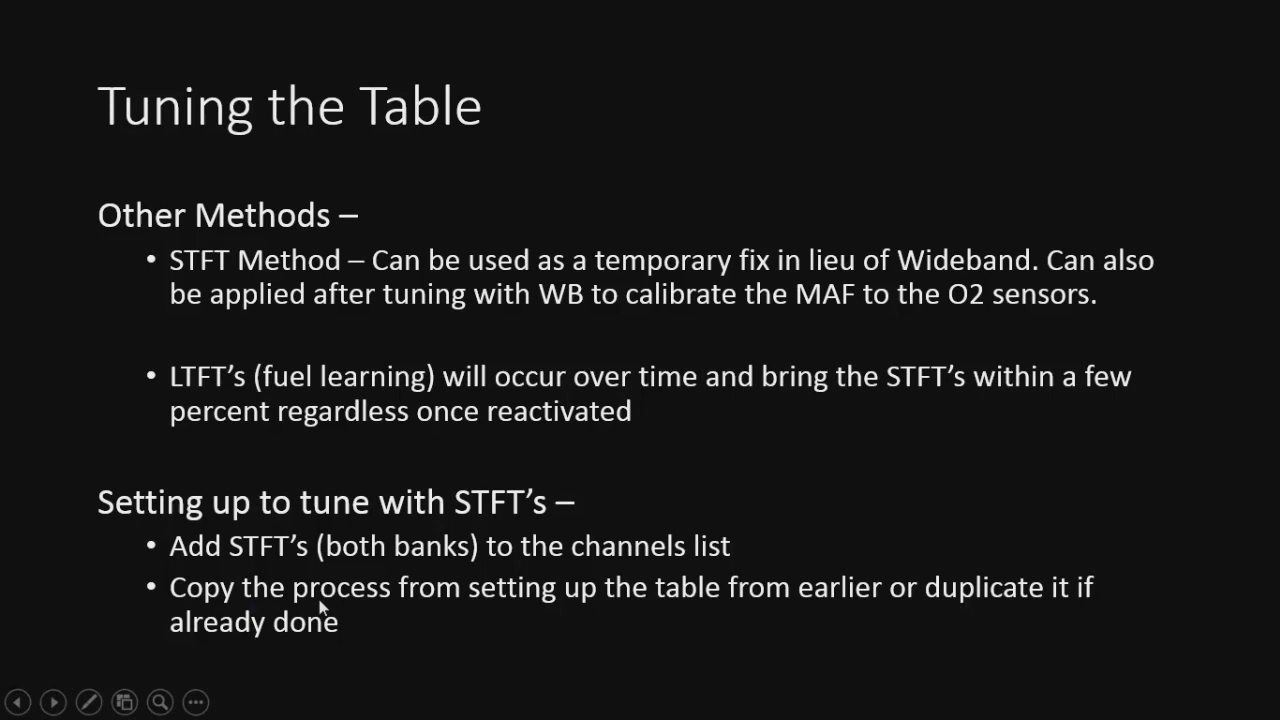 Tuning the Table
Other Methods –
• STFT Method – Can be used as a temporary fix in lieu of Wideband. Can also
be applied after tuning with WB to calibrate the MAF to the O2 sensors.
• LTFT’s (fuel learning) will occur over time and bring the STFT’s within a few
percent regardless once reactivated
Setting up to tune with STFT’s –
• Add STFT’s (both banks) to the channels list
• Copy the process from setting up the table from earlier or duplicate it if
already done